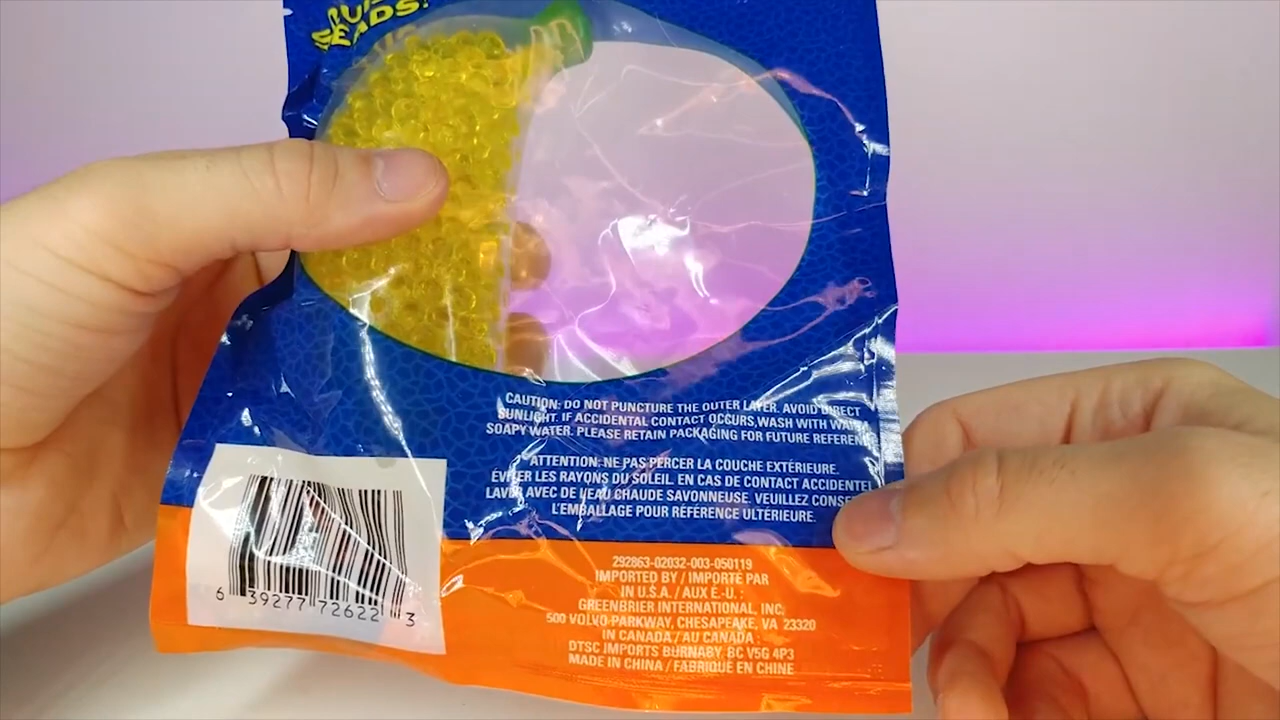 CAUTION: DO NOT PUNCTURE THE OUTER LAYER. AVOID DIRECT
SUNLIGHT. IF ACCIDENTAL CONTACT OCCURS, WASH WITH
SOAPY WATER. PLEASE RETAIN PACKAGING FOR FUTURE
ATTENTION: NE PAS PERCER LA COUCHE EXTÉRIEURE.
ÉVITER LES RAYONS DU SOLEIL. EN CAS DE CONTACT
LAVER AVEC DE L'EAU CHAUDE SAVONNEUSE. VEUILLEZ
L'EMBALLAGE POUR RÉFÉRENCE ULTÉRIEURE.
292863-02032-003-050119
IMPORTED BY / IMPORTÉ PAR
IN U.S.A. / AUX É.-U. :
GREENBRIER INTERNATIONAL, INC.
500 VOLVO PARKWAY, CHESAPEAKE, VA 23320
IN CANADA / AU CANADA :
DTSC IMPORTS BURNABY, BC V5G 4P3
MADE IN CHINA / FABRIQUÉ EN CHINE
6 39277 72622 3